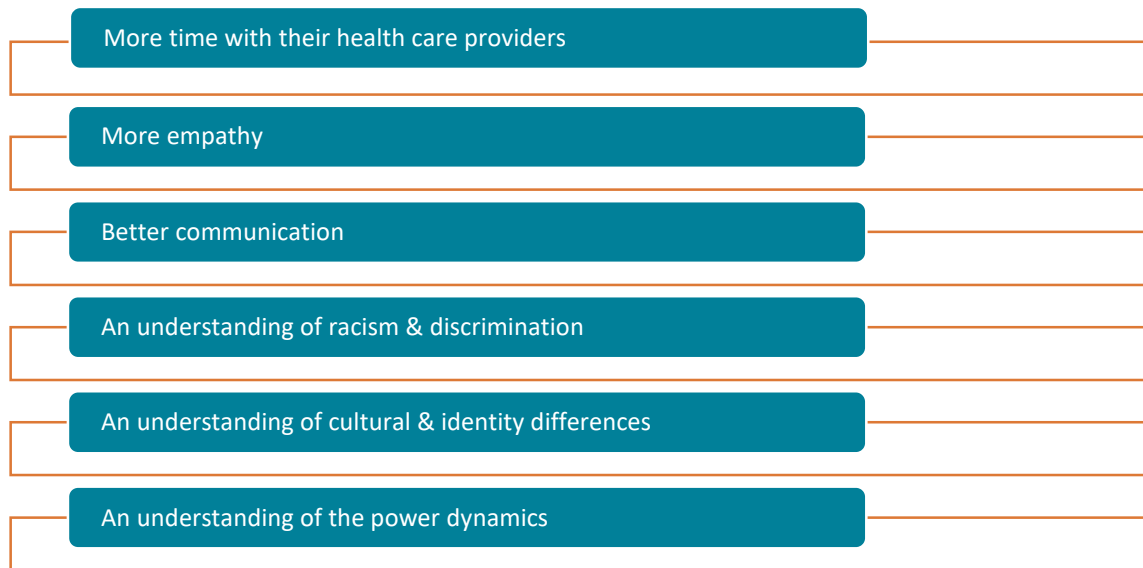 More time with their health care providers
More empathy
Better communication
An understanding of racism & discrimination
An understanding of cultural & identity differences
An understanding of the power dynamics